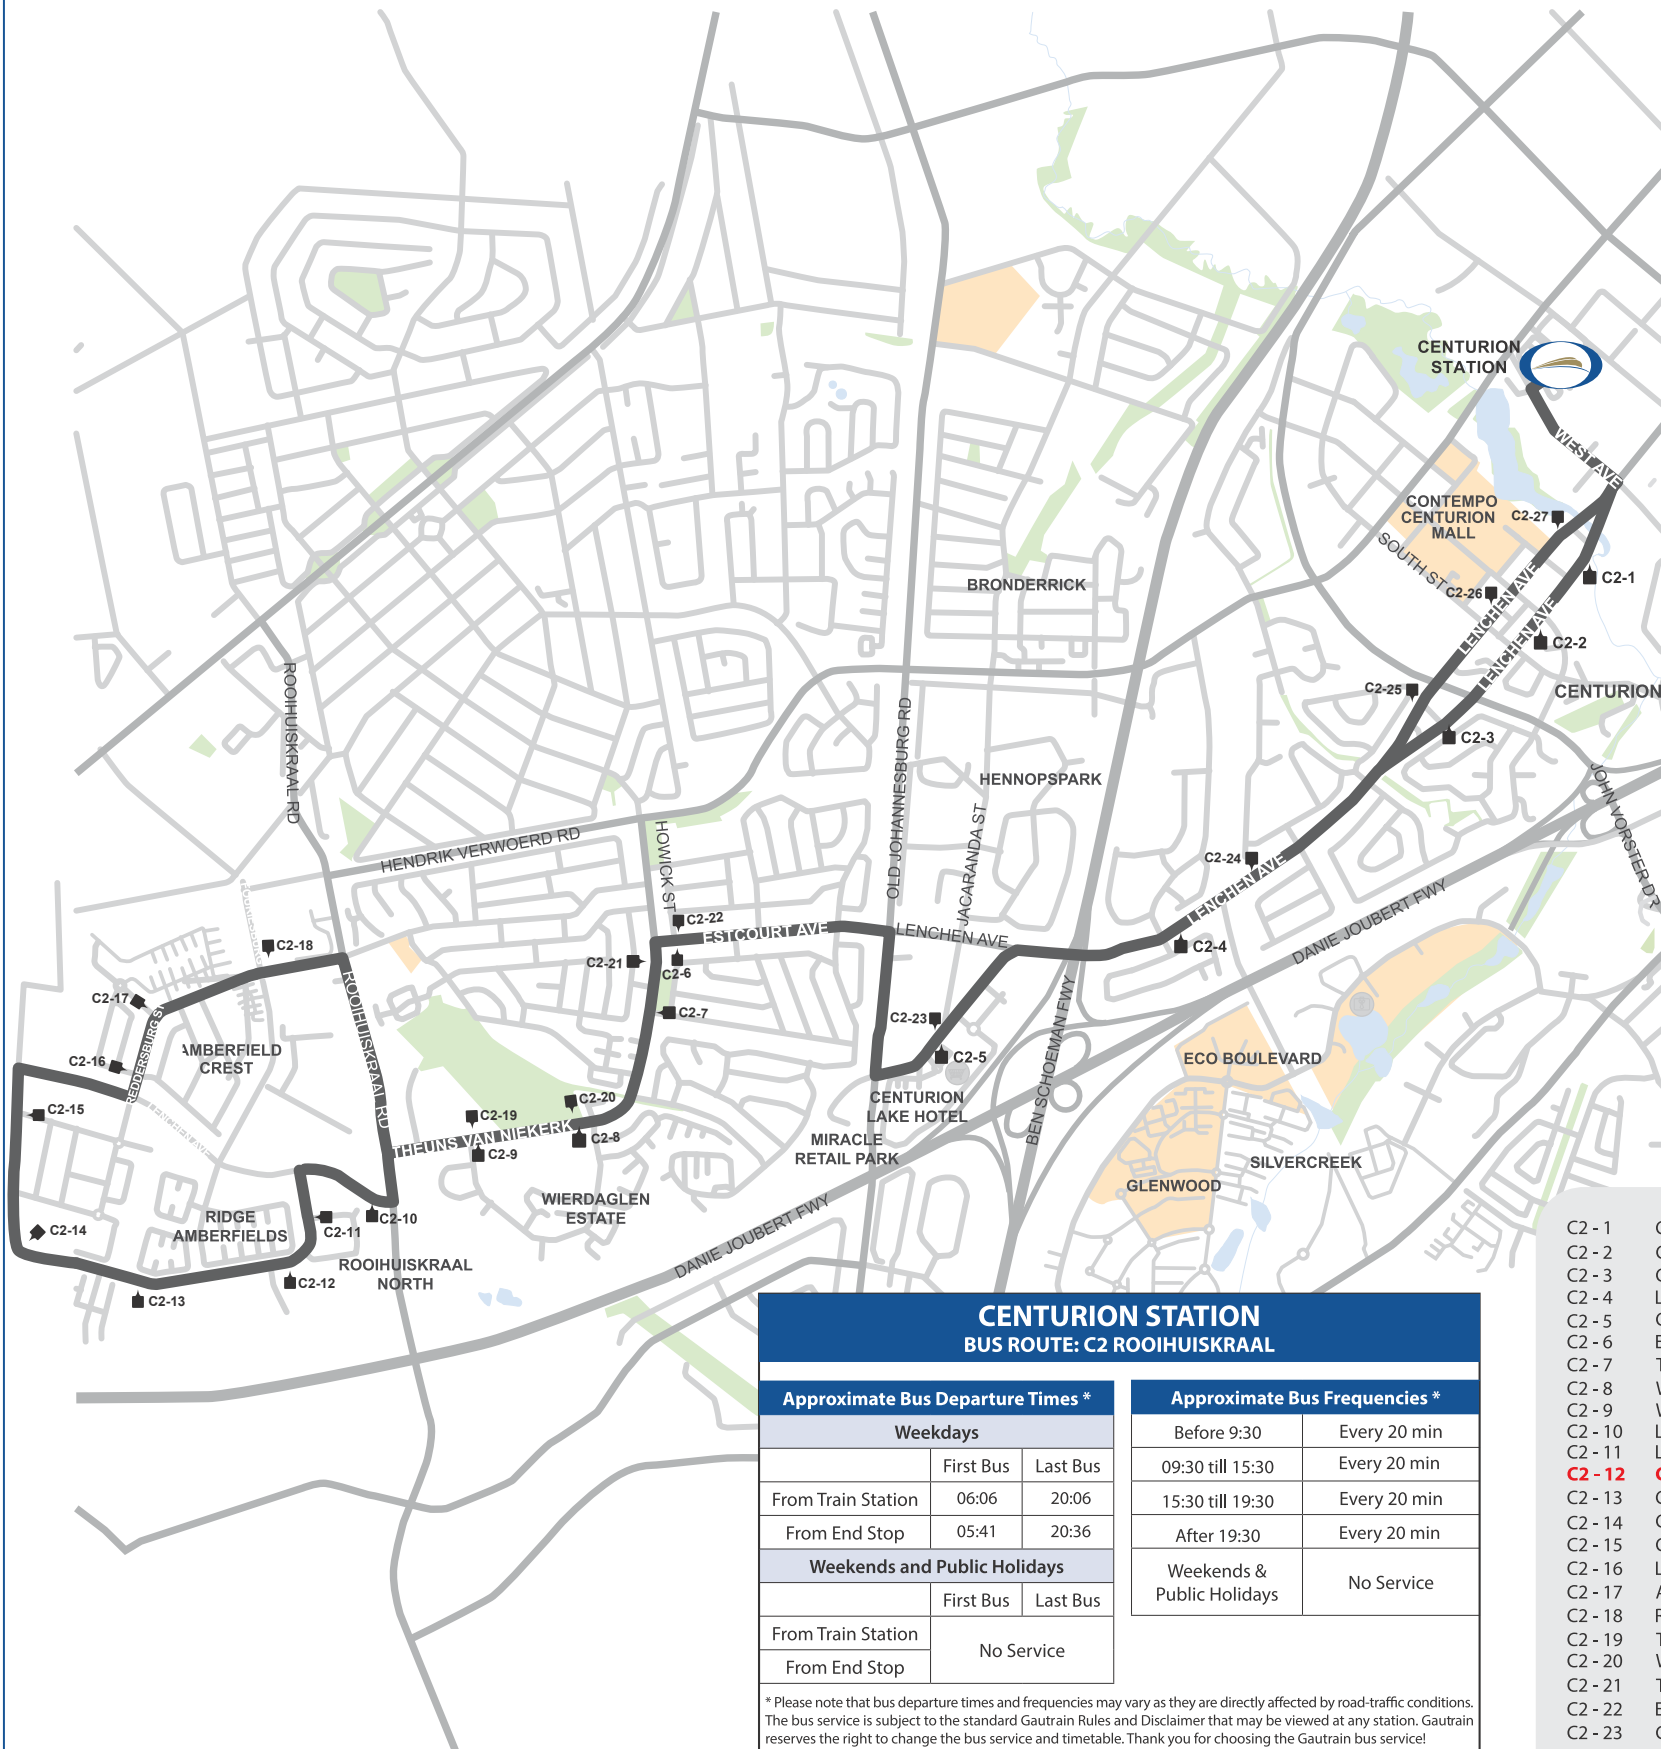 CENTURION
STATION
WEST AVE
CONTEMPO
CENTURION
MALL
C2-27
SOUTH ST
C2-1
C2-26
LENCHEN AVE
LENCHEN AVE
C2-2
BRONDERRICK
C2-25
CENTURION
C2-3
ROOIHUISKRAAL RD
OLD JOHANNESBURG RD
HENNOPSPARK
JOHN VORSTER DR
HENDRIK VERWOERD RD
HOWICK ST
JACARANDA ST
C2-24
LENCHEN AVE
DANIE JOUBERT FWY
C2-22
ESTCOURT AVE
LENCHEN AVE
C2-4
C2-18
C2-21
C2-6
C2-17
ROOIHUISKRAAL RD
C2-7
C2-23
BEN SCHOEMAN FWY
REDDERSBURG ST
AMBERFIELD
CREST
C2-16
C2-5
ECO BOULEVARD
CENTURION
LAKE HOTEL
C2-15
LENCHEN AVE
C2-19
C2-20
THEUNS VAN NIEKERK
C2-8
C2-9
MIRACLE
RETAIL PARK
SILVERCREEK
GLENWOOD
WIERDAGLEN
ESTATE
RIDGE
AMBERFIELDS
C2-14
C2-11
C2-10
DANIE JOUBERT FWY
ROOIHUISKRAAL
NORTH
C2-12
C2-13
CENTURION STATION
BUS ROUTE: C2 ROOIHUISKRAAL
Approximate Bus Departure Times *
Weekdays
First Bus Last Bus
From Train Station 06:06 20:06
From End Stop 05:41 20:36
Weekends and Public Holidays
First Bus Last Bus
From Train Station
No Service
From End Stop
Approximate Bus Frequencies *
Before 9:30 Every 20 min
09:30 till 15:30 Every 20 min
15:30 till 19:30 Every 20 min
After 19:30 Every 20 min
Weekends &
Public Holidays
No Service
* Please note that bus departure times and frequencies may vary as they are directly affected by road-traffic conditions.
The bus service is subject to the standard Gautrain Rules and Disclaimer that may be viewed at any station. Gautrain
reserves the right to change the bus service and timetable. Thank you for choosing the Gautrain bus service!
C2 - 1
C2 - 2
C2 - 3
C2 - 4
C2 - 5
C2 - 6
C2 - 7
C2 - 8
C2 - 9
C2 - 10
C2 - 11
C2 - 12
C2 - 13
C2 - 14
C2 - 15
C2 - 16
C2 - 17
C2 - 18
C2 - 19
C2 - 20
C2 - 21
C2 - 22
C2 - 23